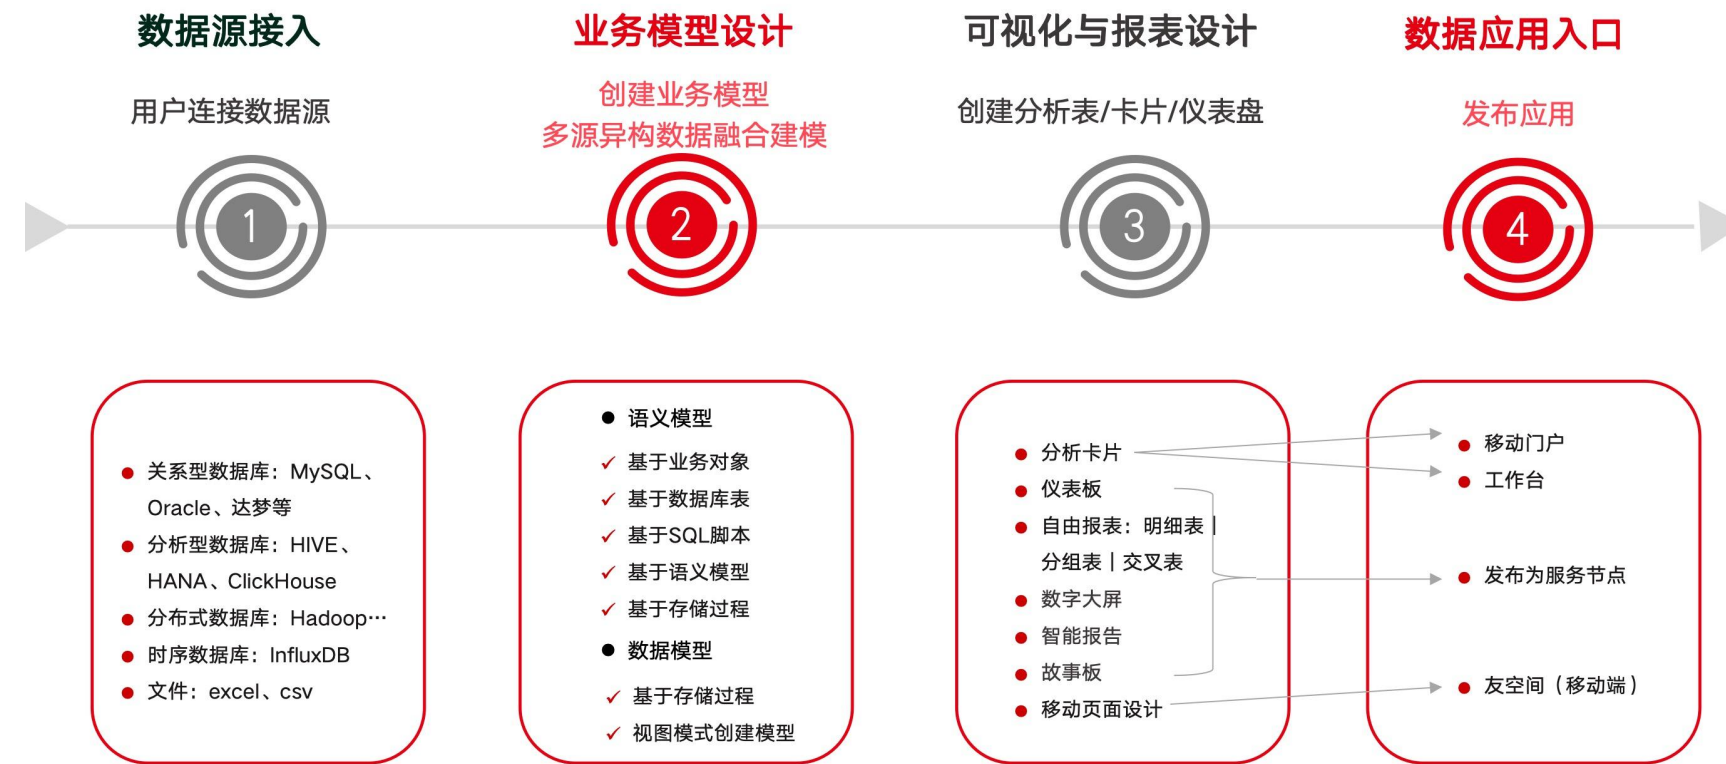 数据源接入
用户连接数据源
1
业务模型设计
创建业务模型
多源异构数据融合建模
2
可视化与报表设计
创建分析表/卡片/仪表盘
3
数据应用入口
发布应用
4
关系型数据库：MySQL、
Oracle、达梦等
分析型数据库：HIVE、
HANA、ClickHouse
分布式数据库：Hadoop…
时序数据库：InfluxDB
文件：excel、csv
语义模型
基于业务对象
基于数据库表
基于SQL脚本
基于语义模型
基于存储过程
数据模型
基于存储过程
视图模式创建模型
分析卡片
仪表板
自由报表：明细表|
分组表|交叉表
数字大屏
智能报告
故事板
移动页面设计
移动门户
工作台
发布为服务节点
友空间（移动端）